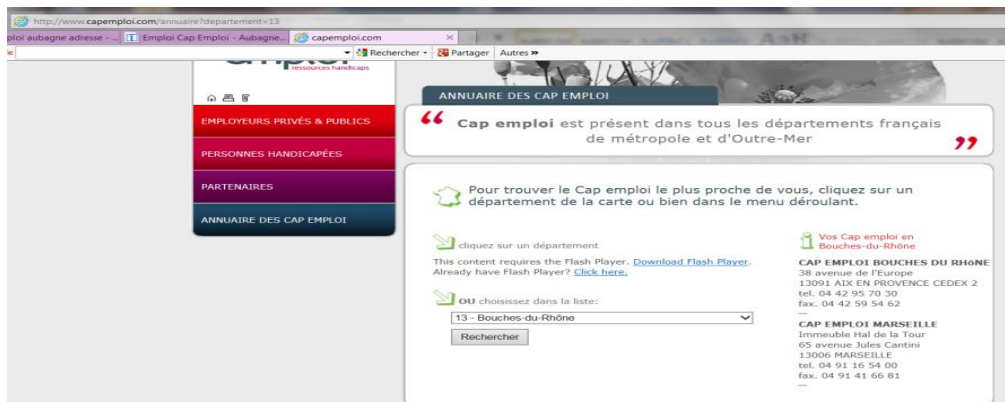 http://www.capemploi.com/annuaire?departement=13
ploi aubagne adresse - ...
Emploi Cap Emploi - Aubagne...
capemploi.com
Rechercher
Partager
Autres »
ressources handicaps
EMPLOYEURS PRIVÉS & PUBLICS
PERSONNES HANDICAPÉES
PARTENAIRES
ANNUAIRE DES CAP EMPLOI
ANNUAIRE DES CAP EMPLOI
“ Cap emploi est présent dans tous les départements français
de métropole et d'Outre-Mer ”
Pour trouver le Cap emploi le plus proche de vous, cliquez sur un
département de la carte ou bien dans le menu déroulant.
cliquez sur un département
This content requires the Flash Player. Download Flash Player.
Already have Flash Player? Click here.
OU choisissez dans la liste:
13 - Bouches-du-Rhône
Rechercher
Vos Cap emploi en
Bouches-du-Rhône
CAP EMPLOI BOUCHES DU RHôNE
38 avenue de l'Europe
13091 AIX EN PROVENCE CEDEX 2
tel. 04 42 95 70 30
fax. 04 42 59 54 62
—
CAP EMPLOI MARSEILLE
Immeuble Hal de la Tour
65 avenue Jules Cantini
13006 MARSEILLE
tel. 04 91 16 54 00
fax. 04 91 41 66 81
—